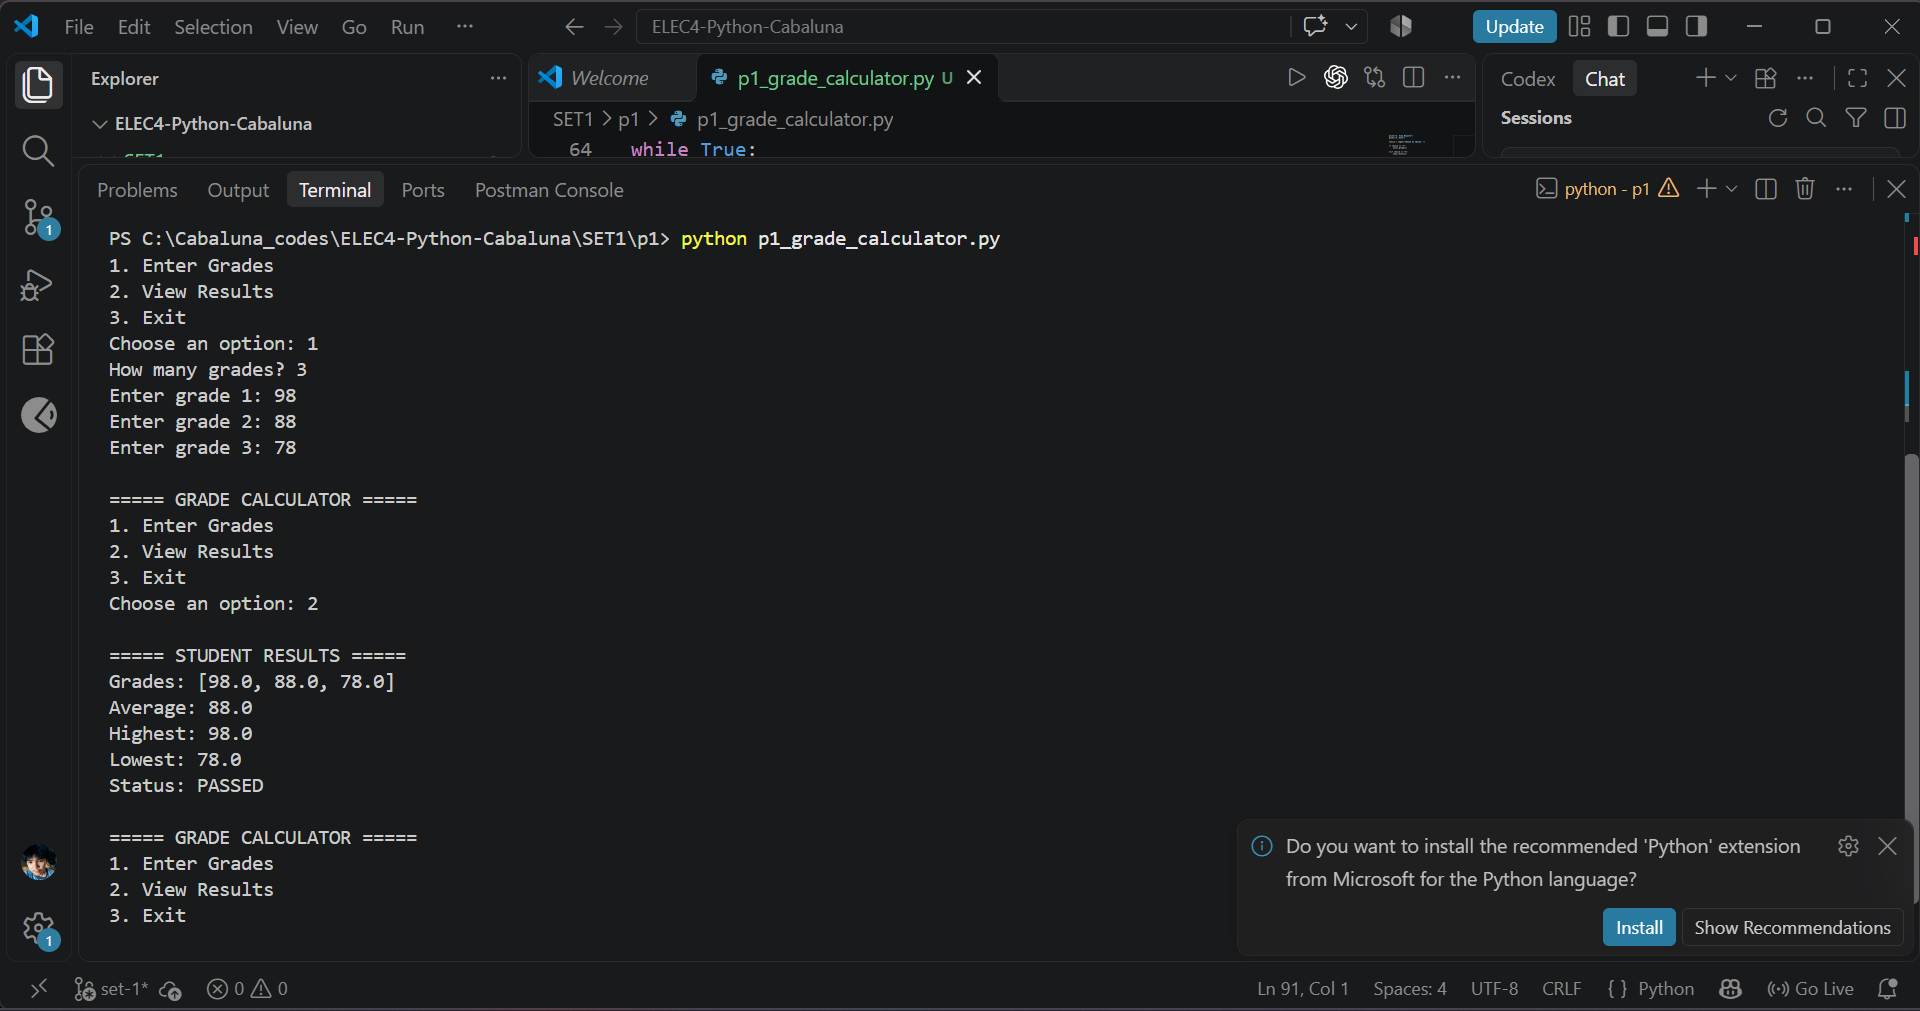 File Edit Selection View Go Run ···
ELEC4-Python-Cabaluna
Update
Explorer
Welcome
p1_grade_calculator.py U
Codex Chat
ELEC4-Python-Cabaluna
SET1 > p1 > p1_grade_calculator.py
Sessions
SET1
64 while True:
Problems Output Terminal Ports Postman Console
python - p1
PS C:\Cabaluna_codes\ELEC4-Python-Cabaluna\SET1\p1> python p1_grade_calculator.py
1. Enter Grades
2. View Results
3. Exit
Choose an option: 1
How many grades? 3
Enter grade 1: 98
Enter grade 2: 88
Enter grade 3: 78
===== GRADE CALCULATOR =====
1. Enter Grades
2. View Results
3. Exit
Choose an option: 2
===== STUDENT RESULTS =====
Grades: [98.0, 88.0, 78.0]
Average: 88.0
Highest: 98.0
Lowest: 78.0
Status: PASSED
===== GRADE CALCULATOR =====
1. Enter Grades
2. View Results
3. Exit
1
1
Do you want to install the recommended 'Python' extension
from Microsoft for the Python language?
Install Show Recommendations
set-1* 0 0
Ln 91, Col 1 Spaces: 4 UTF-8 CRLF { } Python Go Live